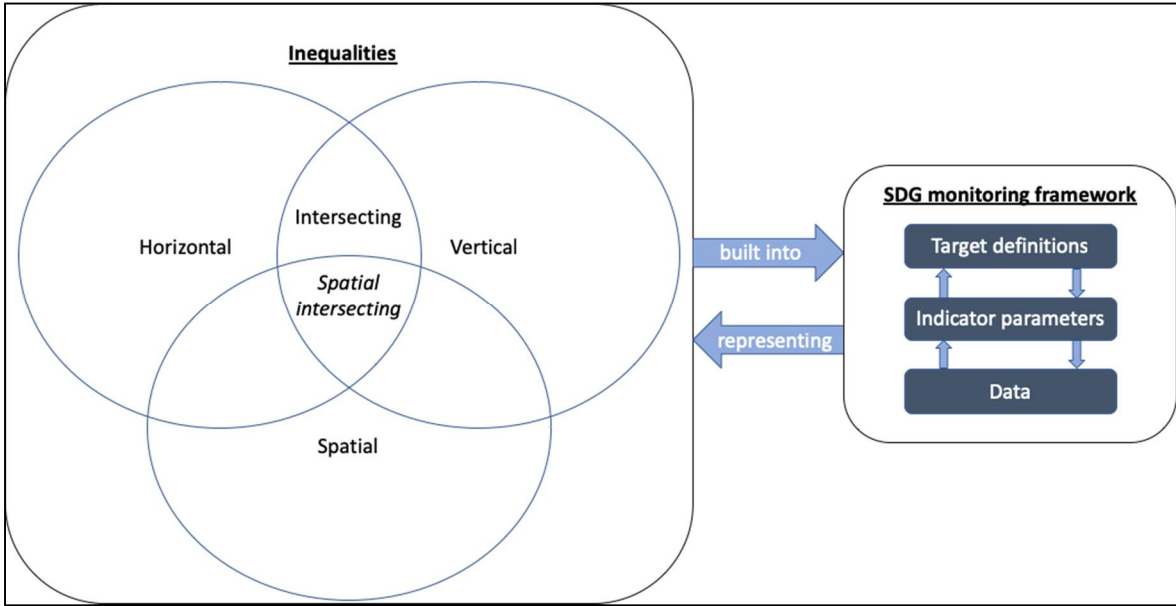 Inequalities
Horizontal
Intersecting
Vertical
Spatial
intersecting
Spatial
built into
representing
SDG monitoring framework
Target definitions
Indicator parameters
Data